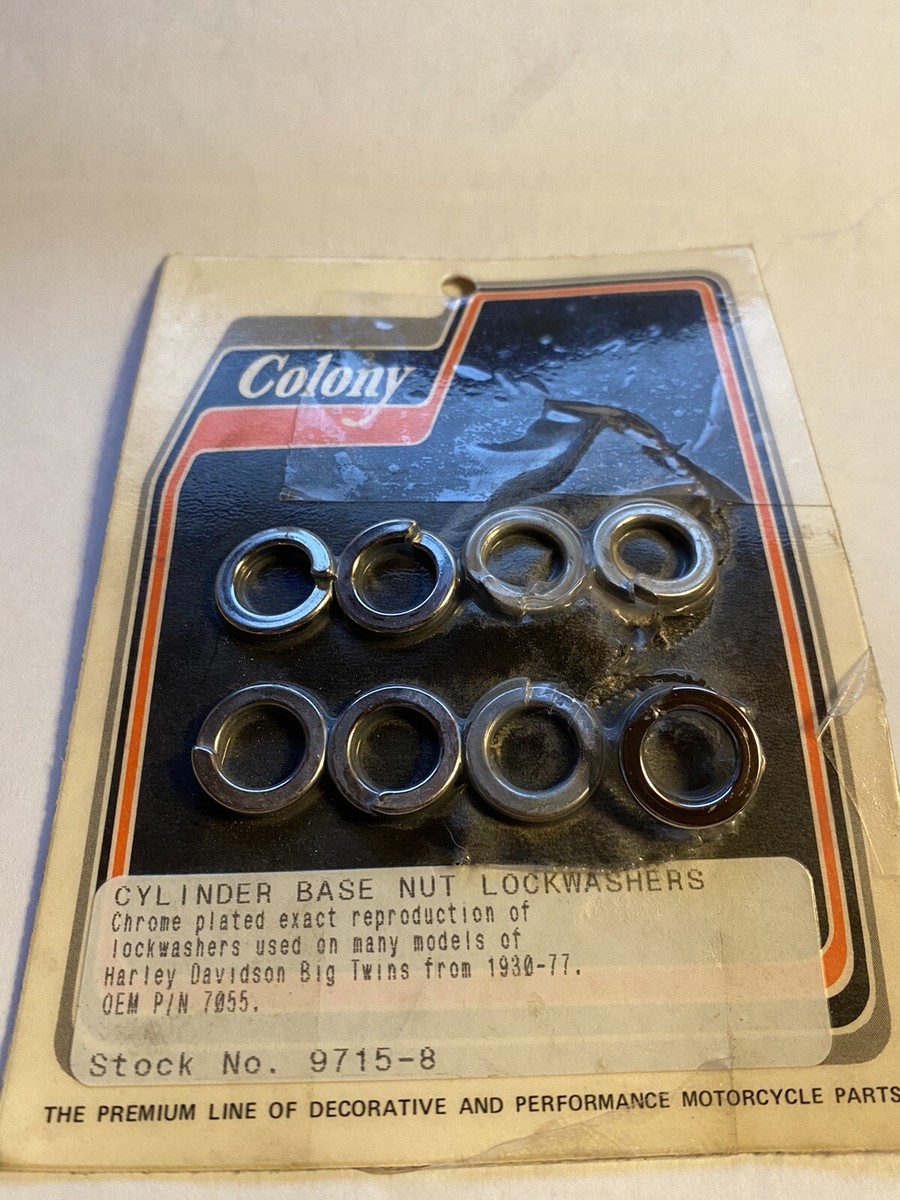 Colony
CYLINDER BASE NUT LOCKWASHERS
Chrome plated exact reproduction of
lockwashers used on many models of
Harley Davidson Big Twins from 1930-77.
OEM P/N 7055.
Stock No. 9715-8
THE PREMIUM LINE OF DECORATIVE AND PERFORMANCE MOTORCYCLE PARTS